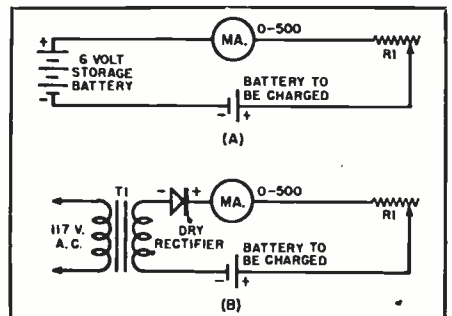 +
MA.
0-500
6 VOLT
STORAGE
BATTERY
R1
-
BATTERY TO
BE CHARGED
- +
(A)
T1
- +
MA.
0-500
117 V.
A.C.
DRY
RECTIFIER
R1
BATTERY TO
BE CHARGED
- +
(B)